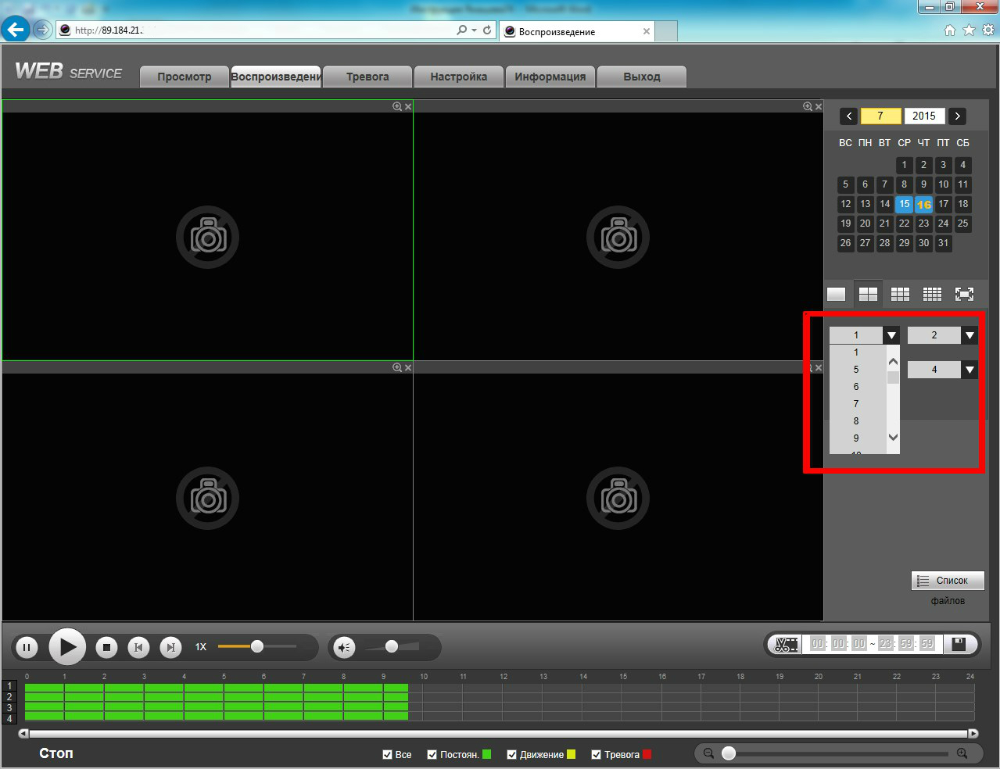 http://89.184.21.
Воспроизведение
WEB SERVICE
Просмотр
Воспроизведени
Тревога
Настройка
Информация
Выход
7 2015
ВС ПН ВТ СР ЧТ ПТ СБ
1 2 3 4
5 6 7 8 9 10 11
12 13 14 15 16 17 18
19 20 21 22 23 24 25
26 27 28 29 30 31
1 2
1
5 4
6
7
8
9
10
Список
файлов
1X
00: 00: 00 ~ 23: 59: 59
0 1 2 3 4 5 6 7 8 9 10 11 12 13 14 15 16 17 18 19 20 21 22 23 24
1
2
3
4
Стоп
Все
Постоян.
Движение
Тревога